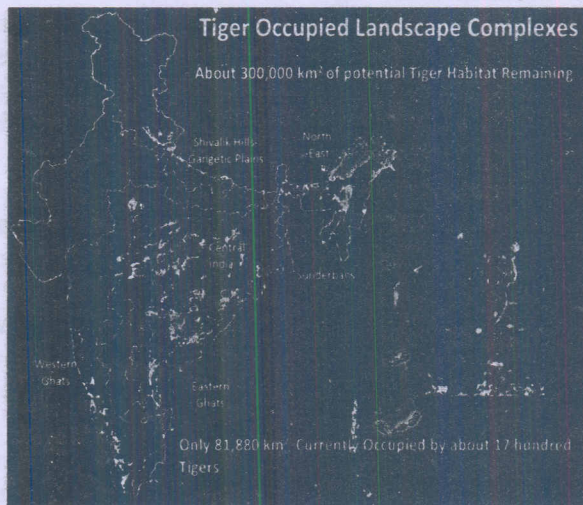 Tiger Occupied Landscape Complexes
About 300,000 km² of potential Tiger Habitat Remaining
Shivalik Hills
Gangetic Plains
North
East
Central
India
Sunderbans
Western
Ghats
Eastern
Ghats
Only 81,880 km² Currently Occupied by about 17 hundred
Tigers